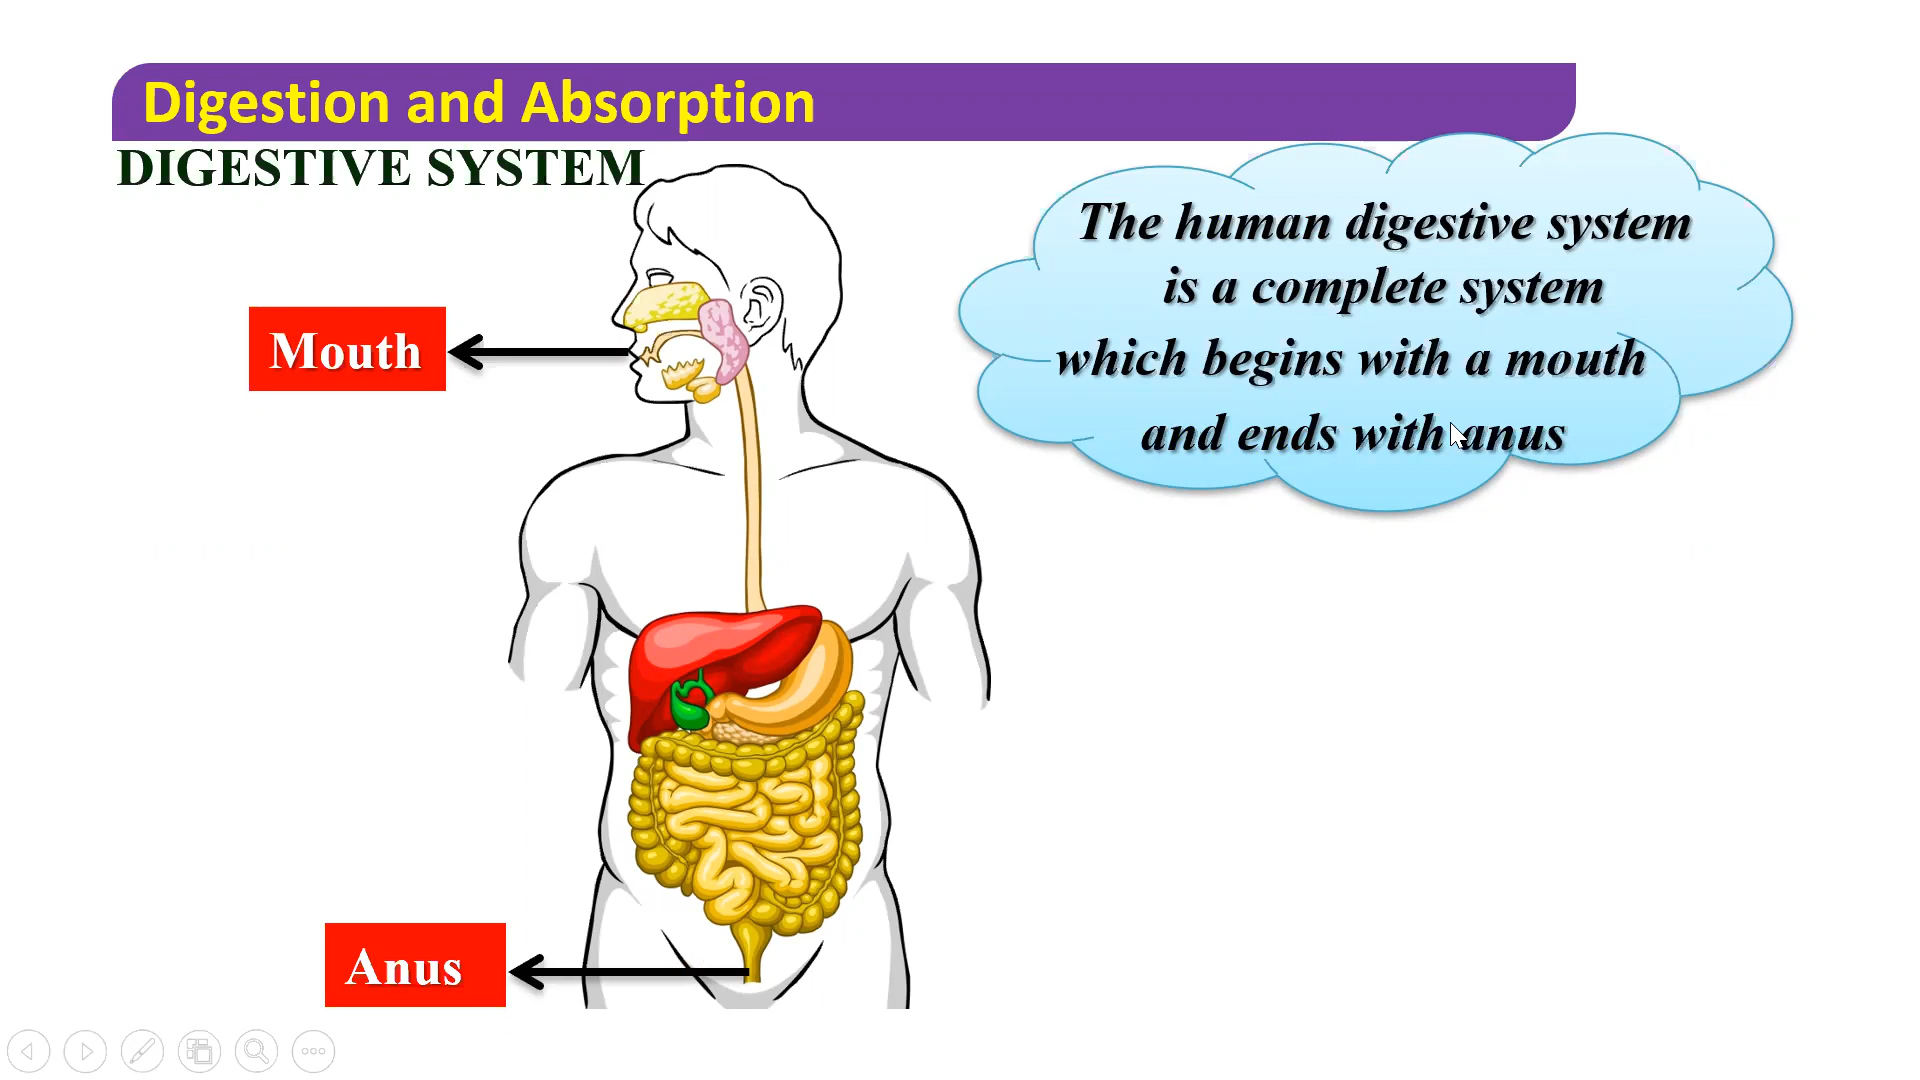 Digestion and Absorption
DIGESTIVE SYSTEM
The human digestive system
is a complete system
which begins with a mouth
and ends with anus
Mouth
Anus